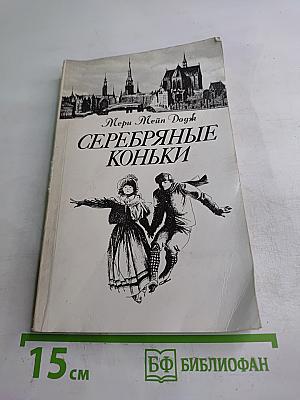 Мери Мейп Додж
СЕРЕБРЯНЫЕ
КОНЬКИ
15 см
БФ БИБЛИОФАН